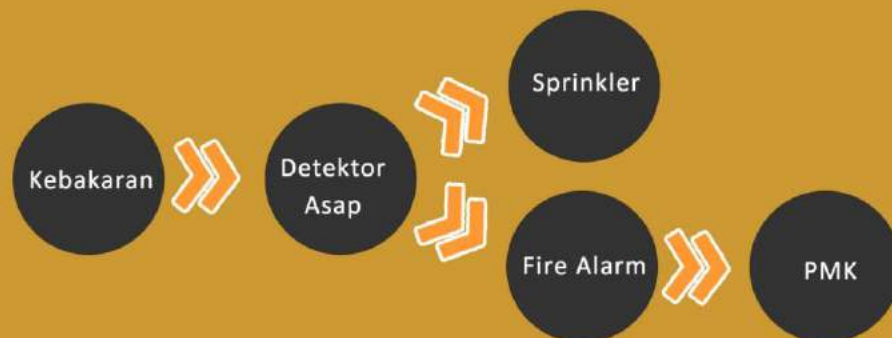 Kebakaran
Detektor
Asap
Sprinkler
Fire Alarm
PMK